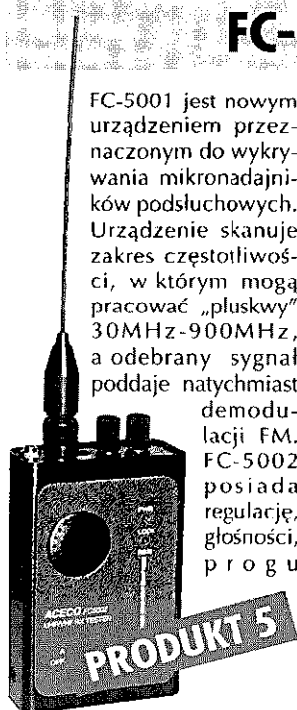 FC-
FC-5001 jest nowym
urządzeniem przez-
naczonym do wykry-
wania mikronadajni-
ków podsłuchowych.
Urządzenie skanuje
zakres częstotliwoś-
ci, w którym mogą
pracować „pluskwy”
30MHz-900MHz,
a odebrany sygnał
poddaje natychmiast
demodu-
lacji FM.
FC-5002
posiada
regulację,
głośności,
progu
ACECO
OFF
PRODUKT 5